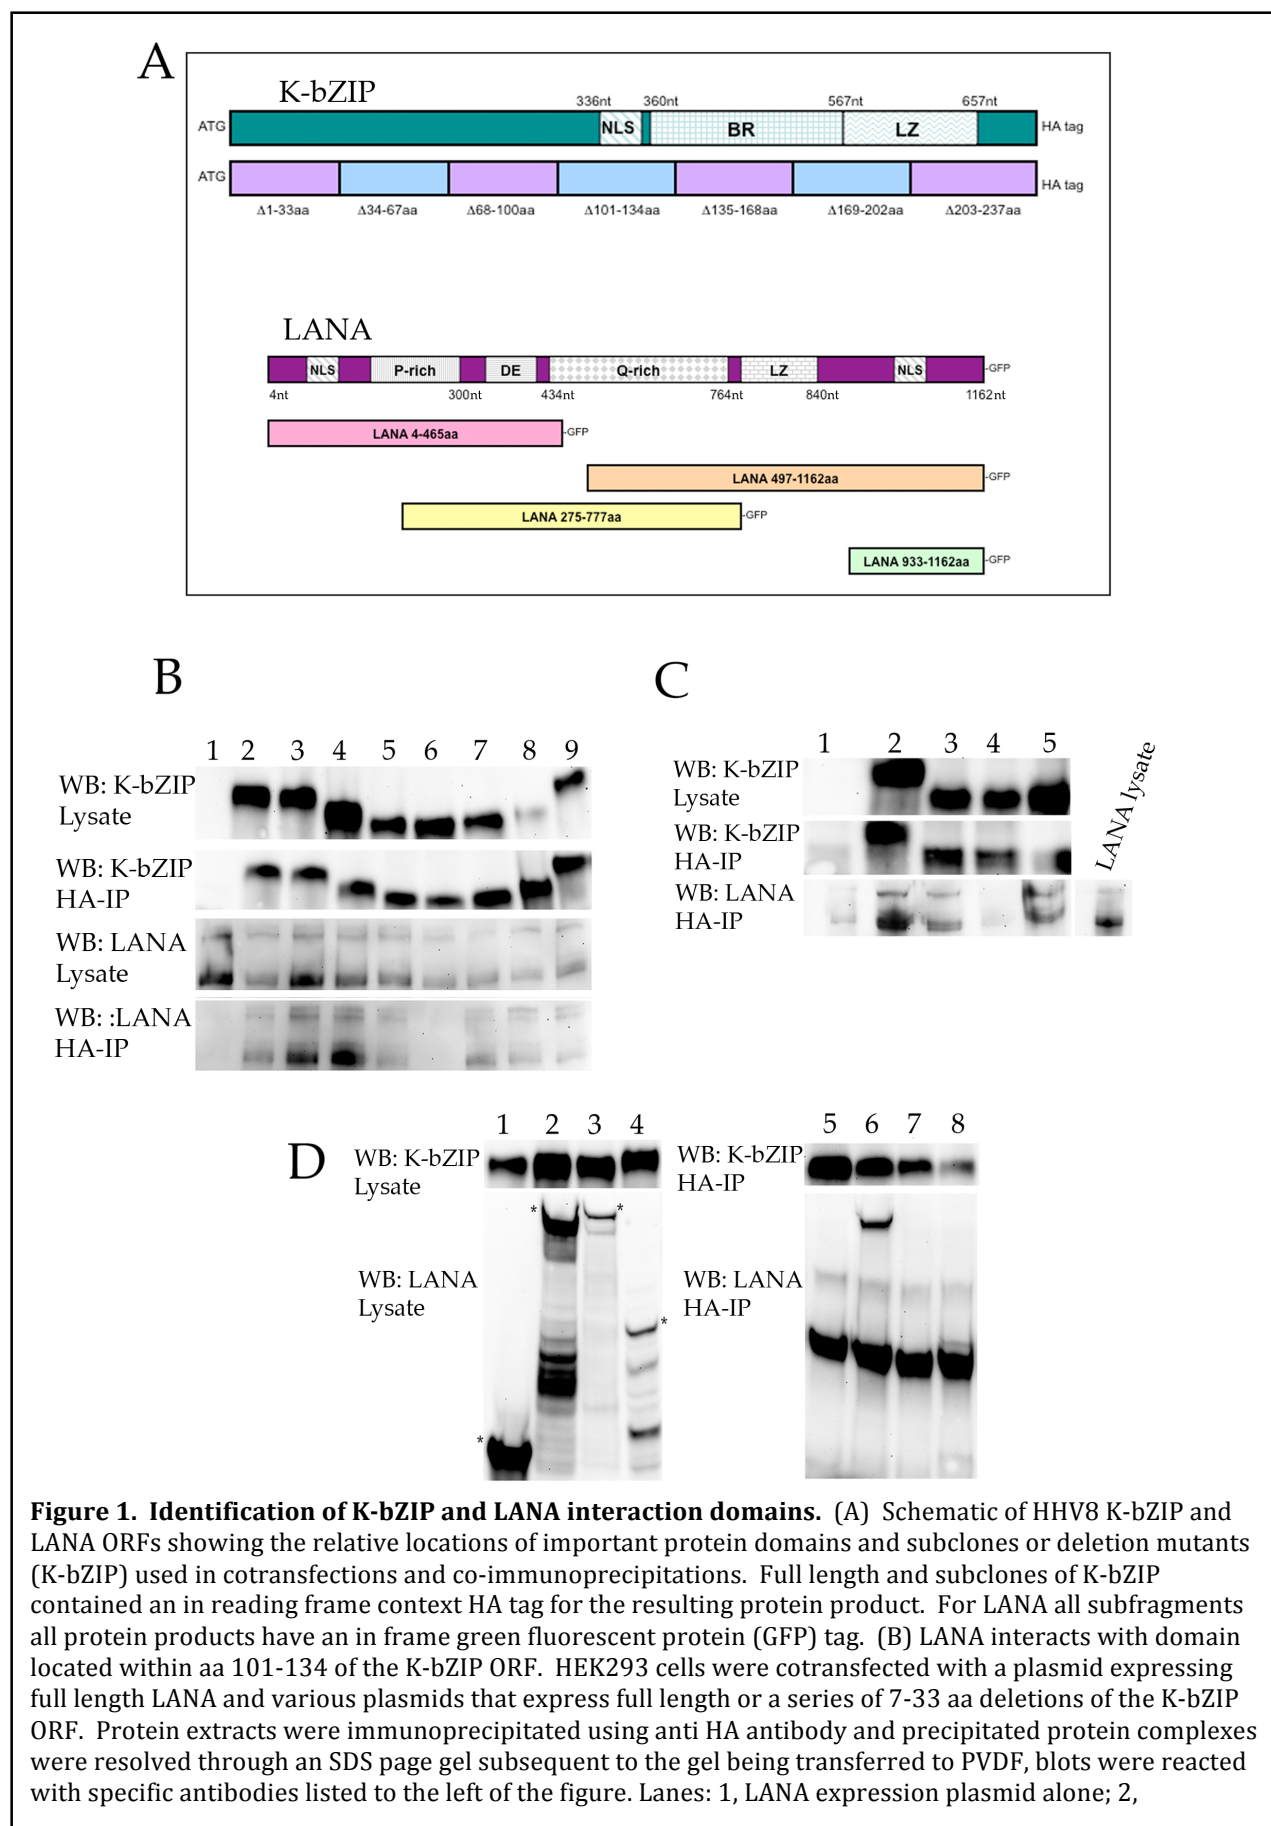 A
K-bZIP
336nt 360nt 567nt 657nt
ATG NLS BR LZ HA tag
ATG HA tag
Δ1-33aa Δ34-67aa Δ68-100aa Δ101-134aa Δ135-168aa Δ169-202aa Δ203-237aa
LANA
NLS P-rich DE Q-rich LZ NLS -GFP
4nt 300nt 434nt 764nt 840nt 1162nt
LANA 4-465aa -GFP
LANA 497-1162aa -GFP
LANA 275-777aa -GFP
LANA 933-1162aa -GFP
B
1 2 3 4 5 6 7 8 9
WB: K-bZIP
Lysate
WB: K-bZIP
HA-IP
WB: LANA
Lysate
WB: :LANA
HA-IP
C
1 2 3 4 5 LANA lysate
WB: K-bZIP
Lysate
WB: K-bZIP
HA-IP
WB: LANA
HA-IP
D
1 2 3 4
WB: K-bZIP
Lysate
* *
WB: LANA
Lysate
*
*
5 6 7 8
WB: K-bZIP
HA-IP
WB: LANA
HA-IP
Figure 1. Identification of K-bZIP and LANA interaction domains. (A) Schematic of HHV8 K-bZIP and
LANA ORFs showing the relative locations of important protein domains and subclones or deletion mutants
(K-bZIP) used in cotransfections and co-immunoprecipitations. Full length and subclones of K-bZIP
contained an in reading frame context HA tag for the resulting protein product. For LANA all subfragments
all protein products have an in frame green fluorescent protein (GFP) tag. (B) LANA interacts with domain
located within aa 101-134 of the K-bZIP ORF. HEK293 cells were cotransfected with a plasmid expressing
full length LANA and various plasmids that express full length or a series of 7-33 aa deletions of the K-bZIP
ORF. Protein extracts were immunoprecipitated using anti HA antibody and precipitated protein complexes
were resolved through an SDS page gel subsequent to the gel being transferred to PVDF, blots were reacted
with specific antibodies listed to the left of the figure. Lanes: 1, LANA expression plasmid alone; 2,